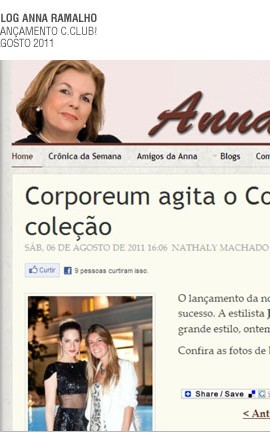 LOG ANNA RAMALHO
ANÇAMENTO C.CLUB!
GOSTO 2011
Anna
Home Crônica da Semana Amigos da Anna Blogs Con
Corporeum agita o Co
coleção
SÁB, 06 DE AGOSTO DE 2011 16:06 NATHALY MACHADO
Curtir 9 pessoas curtiram isso.
O lançamento da no
sucesso. A estilista J
grande estilo, ontem
Confira as fotos de
Share / Save
< Ant